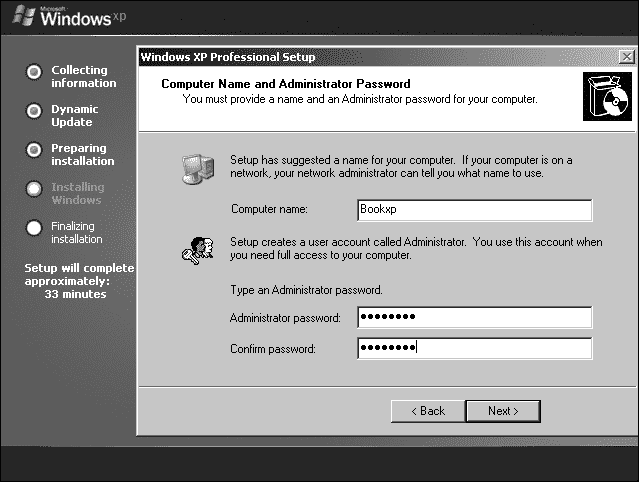 Microsoft
Windows xp
Collecting
information
Dynamic
Update
Preparing
installation
Installing
Windows
Finalizing
installation
Setup will complete
approximately:
33 minutes
Windows XP Professional Setup
Computer Name and Administrator Password
You must provide a name and an Administrator password for your computer.
Setup has suggested a name for your computer. If your computer is on a
network, your network administrator can tell you what name to use.
Computer name:
Bookxp
Setup creates a user account called Administrator. You use this account when
you need full access to your computer.
Type an Administrator password.
Administrator password:
●●●●●●●●
Confirm password:
●●●●●●●●
< Back
Next >